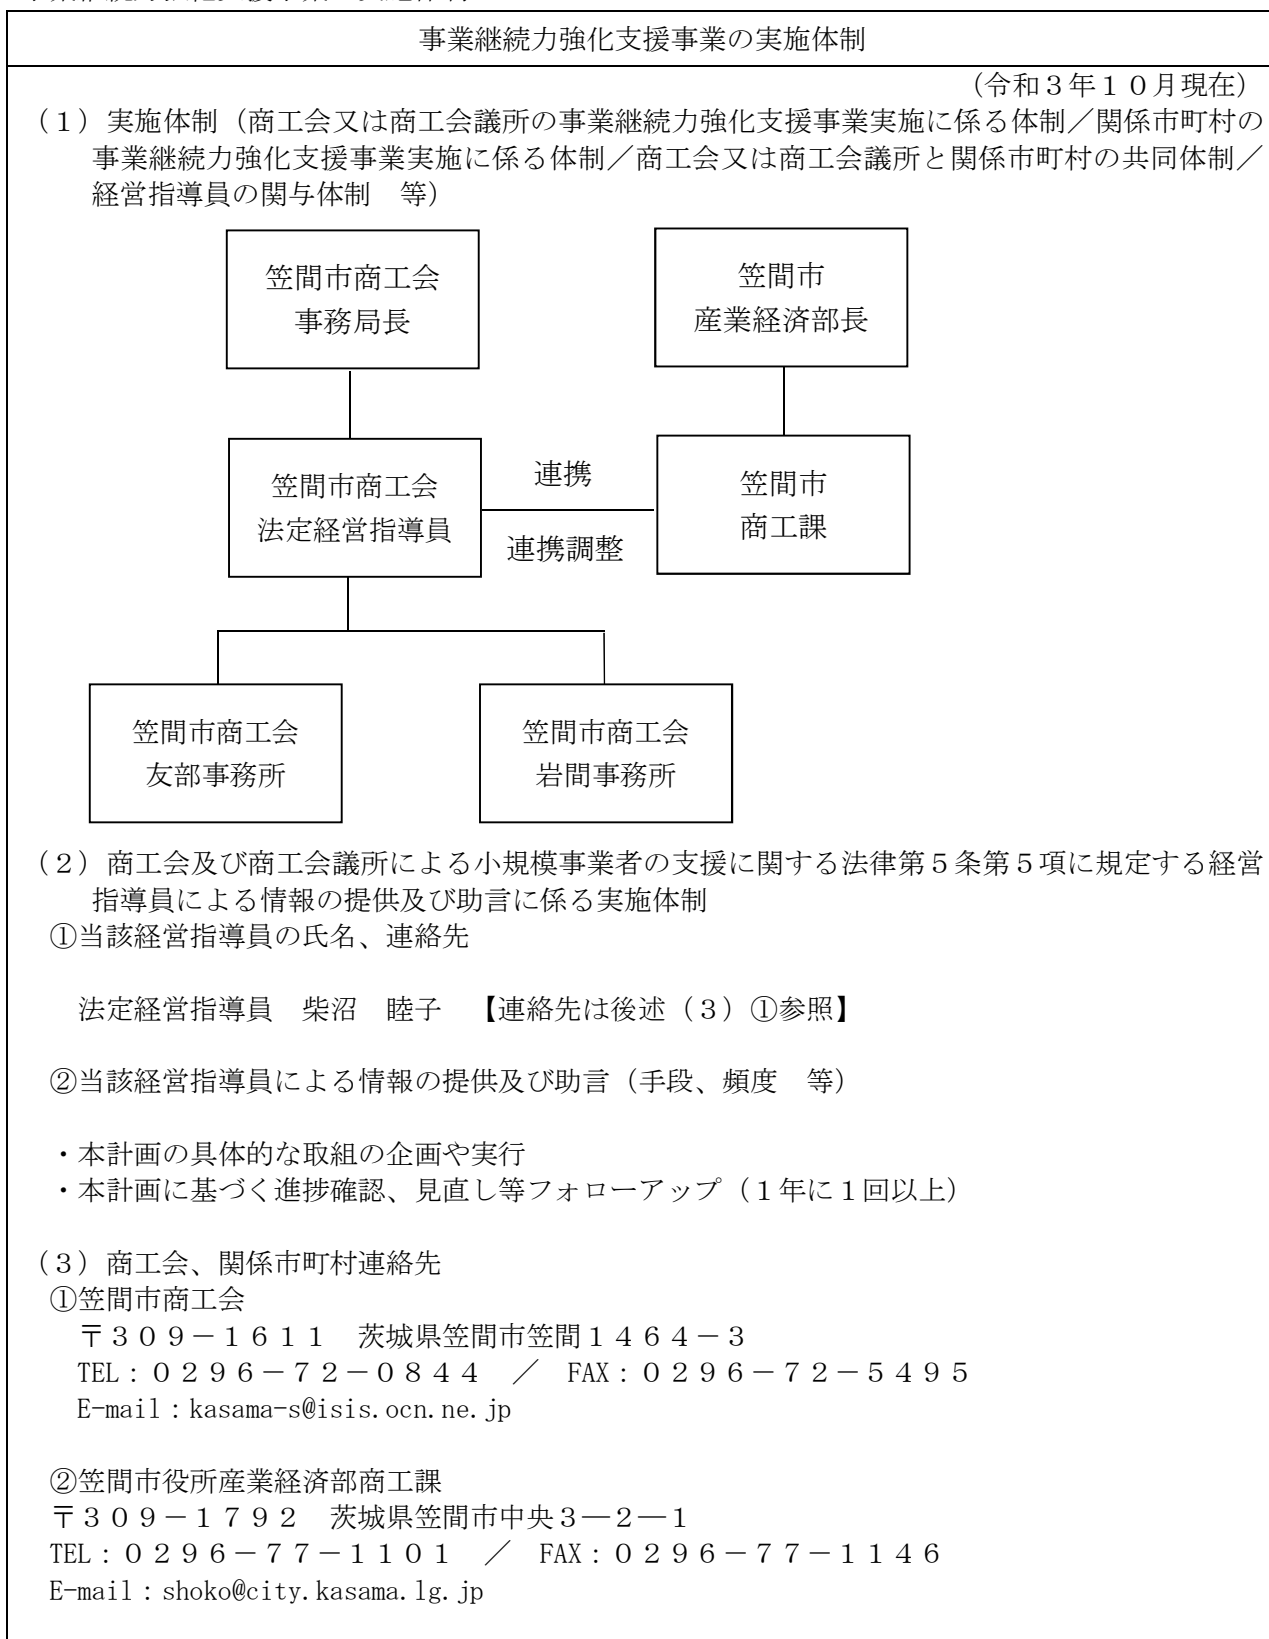 事業継続力強化支援事業の実施体制
(令和3年10月現在)
(1)実施体制(商工会又は商工会議所の事業継続力強化支援事業実施に係る体制/関係市町村の
事業継続力強化支援事業実施に係る体制/商工会又は商工会議所と関係市町村の共同体制/
経営指導員の関与体制 等)
笠間市商工会
事務局長
笠間市
産業経済部長
笠間市商工会
法定経営指導員
連携
連携調整
笠間市
商工課
笠間市商工会
友部事務所
笠間市商工会
岩間事務所
(2)商工会及び商工会議所による小規模事業者の支援に関する法律第5条第5項に規定する経営
指導員による情報の提供及び助言に係る実施体制
①当該経営指導員の氏名、連絡先
法定経営指導員 柴沼 睦子 【連絡先は後述(3)①参照】
②当該経営指導員による情報の提供及び助言(手段、頻度 等)
・本計画の具体的な取組の企画や実行
・本計画に基づく進捗確認、見直し等フォローアップ(1年に1回以上)
(3)商工会、関係市町村連絡先
①笠間市商工会
〒309-1611 茨城県笠間市笠間1464-3
TEL:0296-72-0844 / FAX:0296-72-5495
E-mail:kasama-s@isis.ocn.ne.jp
②笠間市役所産業経済部商工課
〒309-1792 茨城県笠間市中央3―2―1
TEL:0296-77-1101 / FAX:0296-77-1146
E-mail:shoko@city.kasama.lg.jp